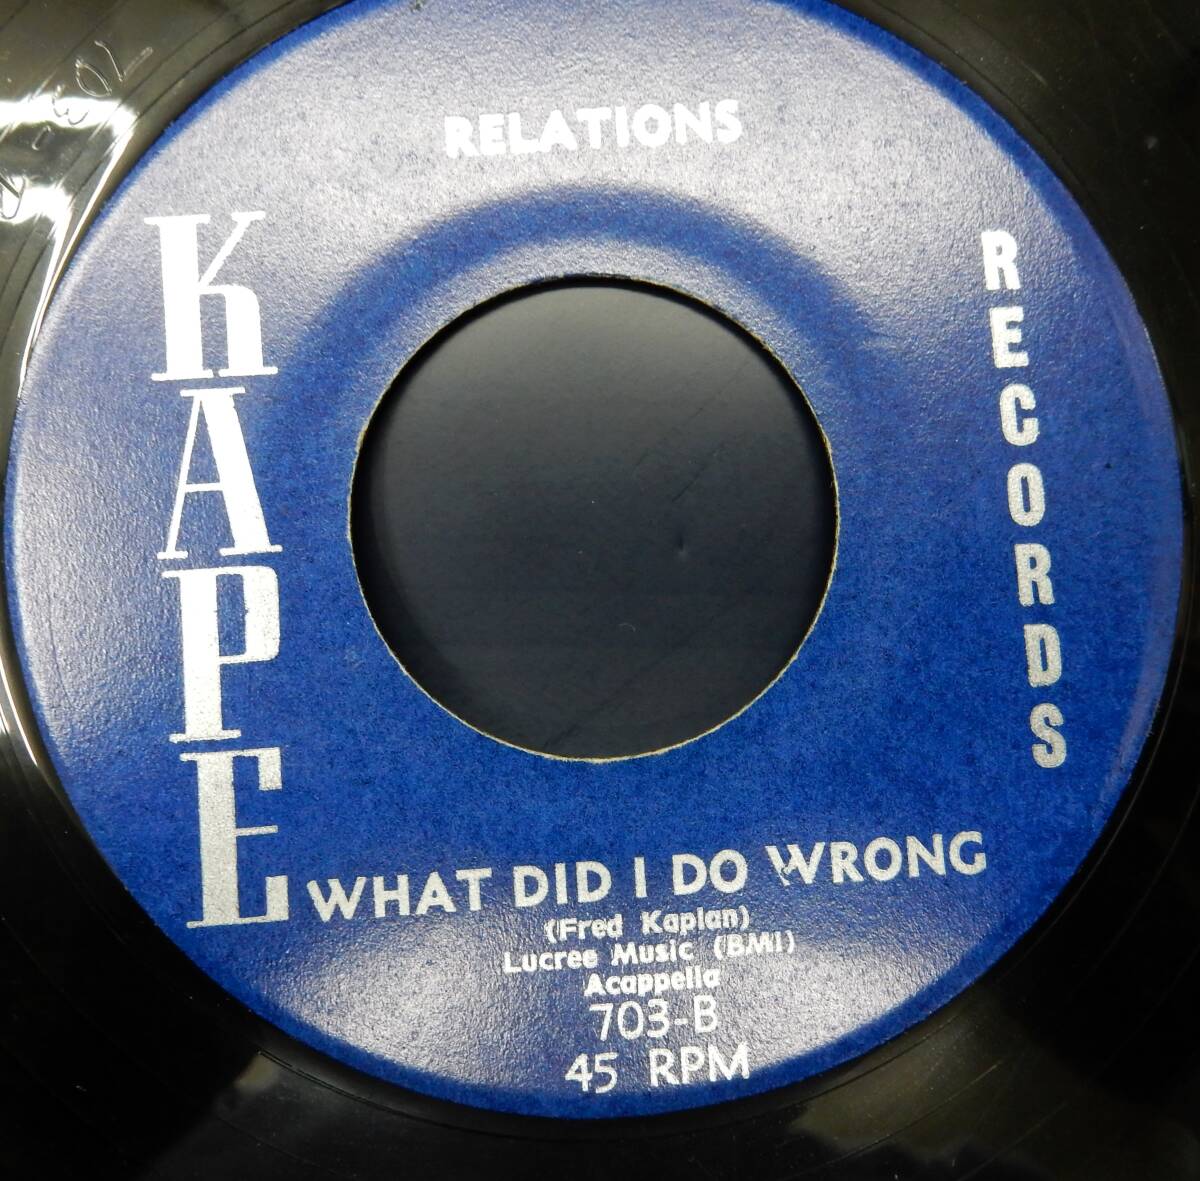 RELATIONS
KAPE
RECORDS
WHAT DID I DO WRONG
(Fred Kaplan)
Lucree Music (BMI)
Acappella
703-B
45 RPM